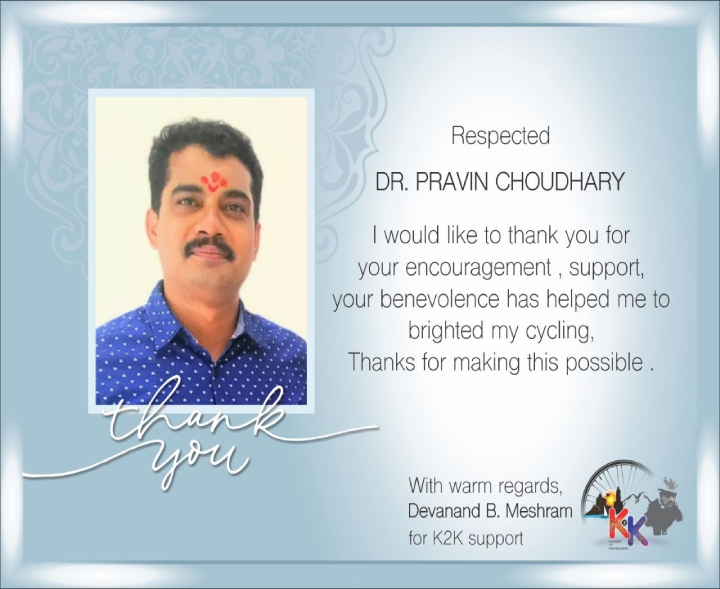 Respected
DR. PRAVIN CHOUDHARY
I would like to thank you for
your encouragement , support,
your benevolence has helped me to
brighted my cycling,
Thanks for making this possible .
thank
you
With warm regards,
Devanand B. Meshram
for K2K support
K2K